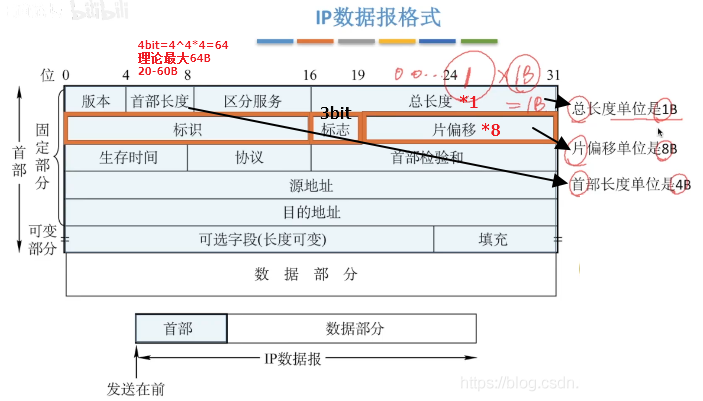 bilibili
IP数据报格式
4bit=4^4*4=64
理论最大64B
20-60B
位 0 4 8 16 19 24 31
0 0 ... 1 × 1B
= 1B
版本 首部长度 区分服务 总长度 *1
3bit
标识 标志 片偏移 *8
生存时间 协议 首部检验和
源地址
目的地址
可选字段(长度可变) 填充
数据部分
首部
固定部分
可变部分
总长度单位是1B
片偏移单位是8B
首部长度单位是4B
首部 数据部分
IP数据报
发送在前
https://blog.csdn.